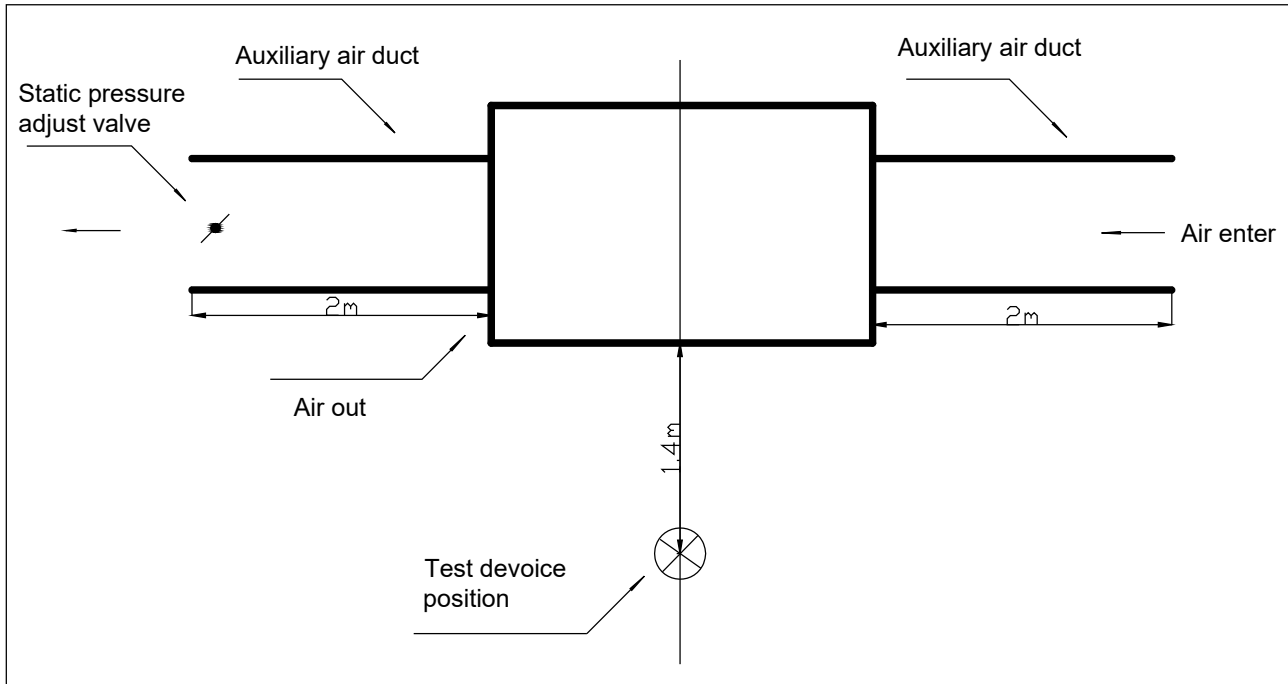 Auxiliary air duct
Auxiliary air duct
Static pressure
adjust valve
Air enter
2m
2m
Air out
1.4m
Test devoice
position